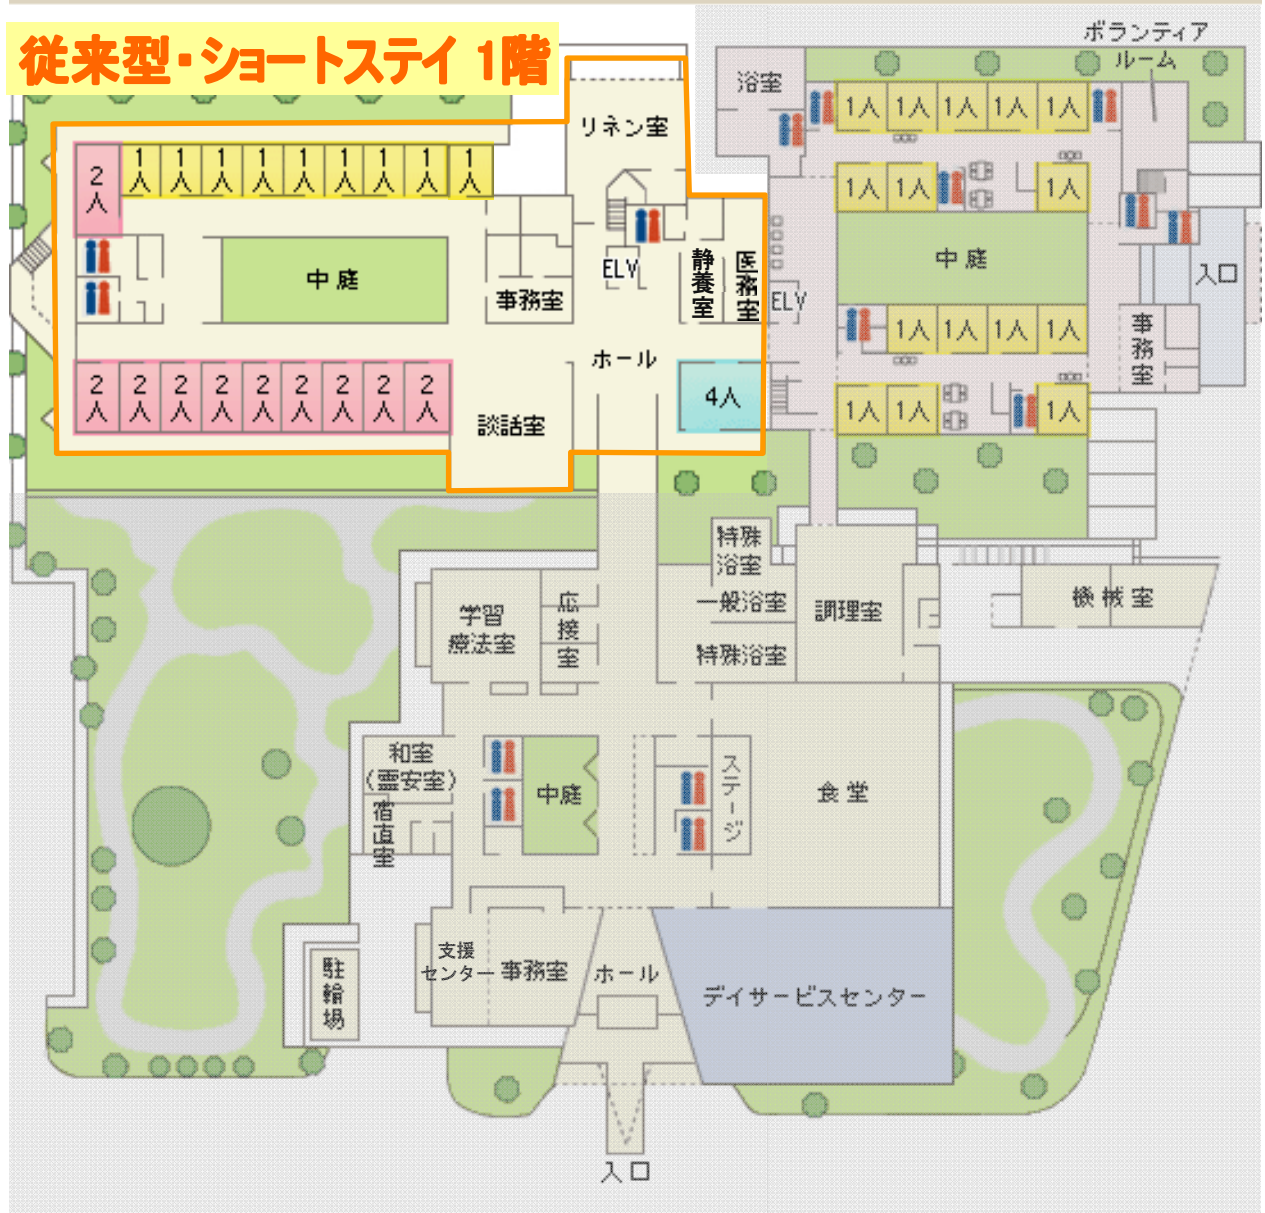 従来型・ショートステイ 1階
ボランティア
ルーム
浴室
1人 1人 1人 1人 1人
リネン室
2人
1人 1人 1人 1人 1人 1人 1人 1人 1人
1人 1人 1人
中庭
事務室
ELV
静養室
医務室
ELV
中庭
入口
1人 1人 1人 1人
事務室
ホール
2人 2人 2人 2人 2人 2人 2人 2人 2人
4人
1人 1人 1人
談話室
特殊
浴室
一般浴室
特殊浴室
調理室
機械室
学習
療法室
応接室
和室
(霊安室)
宿直室
中庭
ステージ
食堂
支援
センター
事務室
ホール
デイサービスセンター
駐輪場
入口